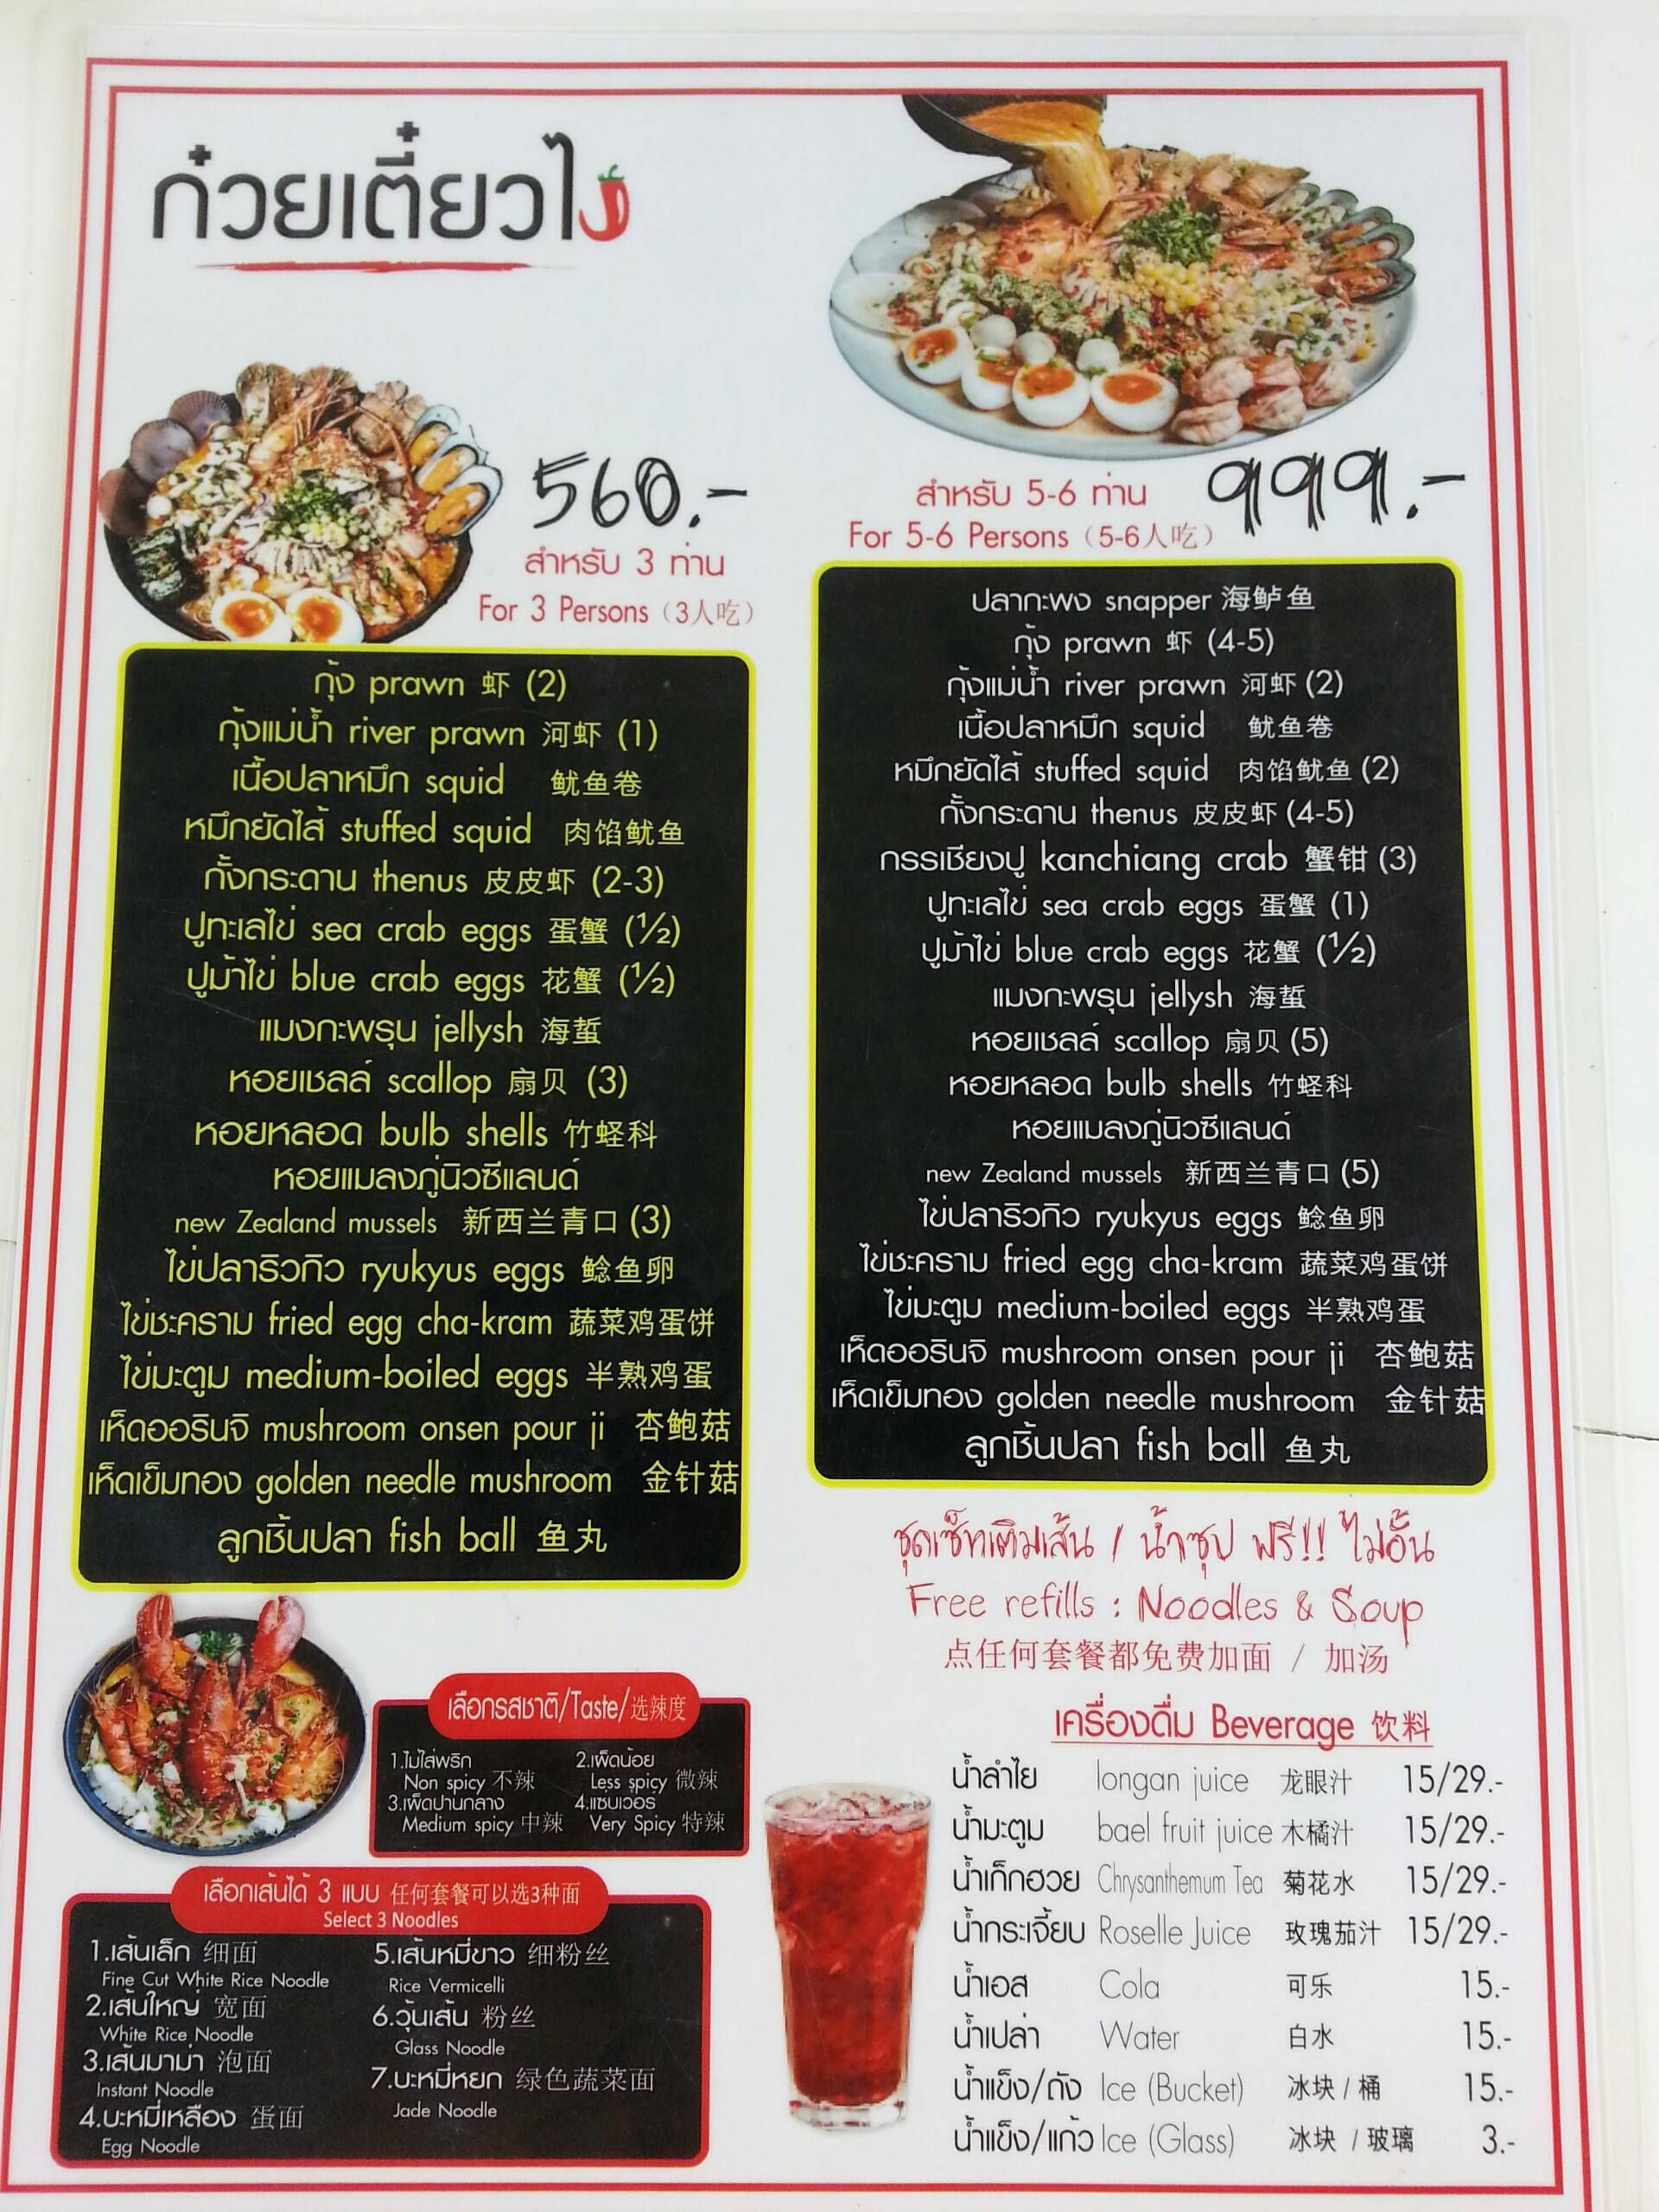 ก๋วยเตี๋ยวไง
560.-
สำหรับ 3 ท่าน
For 3 Persons (3人吃)
กุ้ง prawn 虾 (2)
กุ้งแม่น้ำ river prawn 河虾 (1)
เนื้อปลาหมึก squid 鱿鱼卷
หมึกยัดไส้ stuffed squid 肉馅鱿鱼
กั้งกระดาน thenus 皮皮虾 (2-3)
ปูทะเลไข่ sea crab eggs 蛋蟹 (½)
ปูม้าไข่ blue crab eggs 花蟹 (½)
แมงกะพรุน jellysh 海蜇
หอยเชลล์ scallop 扇贝 (3)
หอยหลอด bulb shells 竹蛏科
หอยแมลงภู่นิวซีแลนด์
new Zealand mussels 新西兰青口 (3)
ไข่ปลาริวกิว ryukyus eggs 鲶鱼卵
ไข่ชะคราม fried egg cha-kram 蔬菜鸡蛋饼
ไข่มะตูม medium-boiled eggs 半熟鸡蛋
เห็ดออรินจิ mushroom onsen pour ji 杏鲍菇
เห็ดเข็มทอง golden needle mushroom 金针菇
ลูกชิ้นปลา fish ball 鱼丸
999.-
สำหรับ 5-6 ท่าน
For 5-6 Persons (5-6人吃)
ปลากะพง snapper 海鲈鱼
กุ้ง prawn 虾 (4-5)
กุ้งแม่น้ำ river prawn 河虾 (2)
เนื้อปลาหมึก squid 鱿鱼卷
หมึกยัดไส้ stuffed squid 肉馅鱿鱼 (2)
กั้งกระดาน thenus 皮皮虾 (4-5)
กรรเชียงปู kanchiang crab 蟹钳 (3)
ปูทะเลไข่ sea crab eggs 蛋蟹 (1)
ปูม้าไข่ blue crab eggs 花蟹 (½)
แมงกะพรุน jellysh 海蜇
หอยเชลล์ scallop 扇贝 (5)
หอยหลอด bulb shells 竹蛏科
หอยแมลงภู่นิวซีแลนด์
new Zealand mussels 新西兰青口 (5)
ไข่ปลาริวกิว ryukyus eggs 鲶鱼卵
ไข่ชะคราม fried egg cha-kram 蔬菜鸡蛋饼
ไข่มะตูม medium-boiled eggs 半熟鸡蛋
เห็ดออรินจิ mushroom onsen pour ji 杏鲍菇
เห็ดเข็มทอง golden needle mushroom 金针菇
ลูกชิ้นปลา fish ball 鱼丸
ชุดเซ็ทเติมเส้น / น้ำซุป ฟรี!! ไม่อั้น
Free refills : Noodles & Soup
点任何套餐都免费加面 / 加汤
เลือกรสชาติ/Taste/选辣度
1.ไม่ใส่พริก
Non spicy 不辣
2.เผ็ดน้อย
Less spicy 微辣
3.เผ็ดปานกลาง
Medium spicy 中辣
4.แซบเวอร์
Very Spicy 特辣
เลือกเส้นได้ 3 แบบ 任何套餐可以选3种面
Select 3 Noodles
1.เส้นเล็ก 细面
Fine Cut White Rice Noodle
2.เส้นใหญ่ 宽面
White Rice Noodle
3.เส้นมาม่า 泡面
Instant Noodle
4.บะหมี่เหลือง 蛋面
Egg Noodle
5.เส้นหมี่ขาว 细粉丝
Rice Vermicelli
6.วุ้นเส้น 粉丝
Glass Noodle
7.บะหมี่หยก 绿色蔬菜面
Jade Noodle
เครื่องดื่ม Beverage 饮料
น้ำลำไย longan juice 龙眼汁 15/29.-
น้ำมะตูม bael fruit juice 木橘汁 15/29.-
น้ำเก็กฮวย Chrysanthemum Tea 菊花水 15/29.-
น้ำกระเจี้ยบ Roselle Juice 玫瑰茄汁 15/29.-
น้ำเอส Cola 可乐 15.-
น้ำเปล่า Water 白水 15.-
น้ำแข็ง/ถัง Ice (Bucket) 冰块 / 桶 15.-
น้ำแข็ง/แก้ว Ice (Glass) 冰块 / 玻璃 3.-